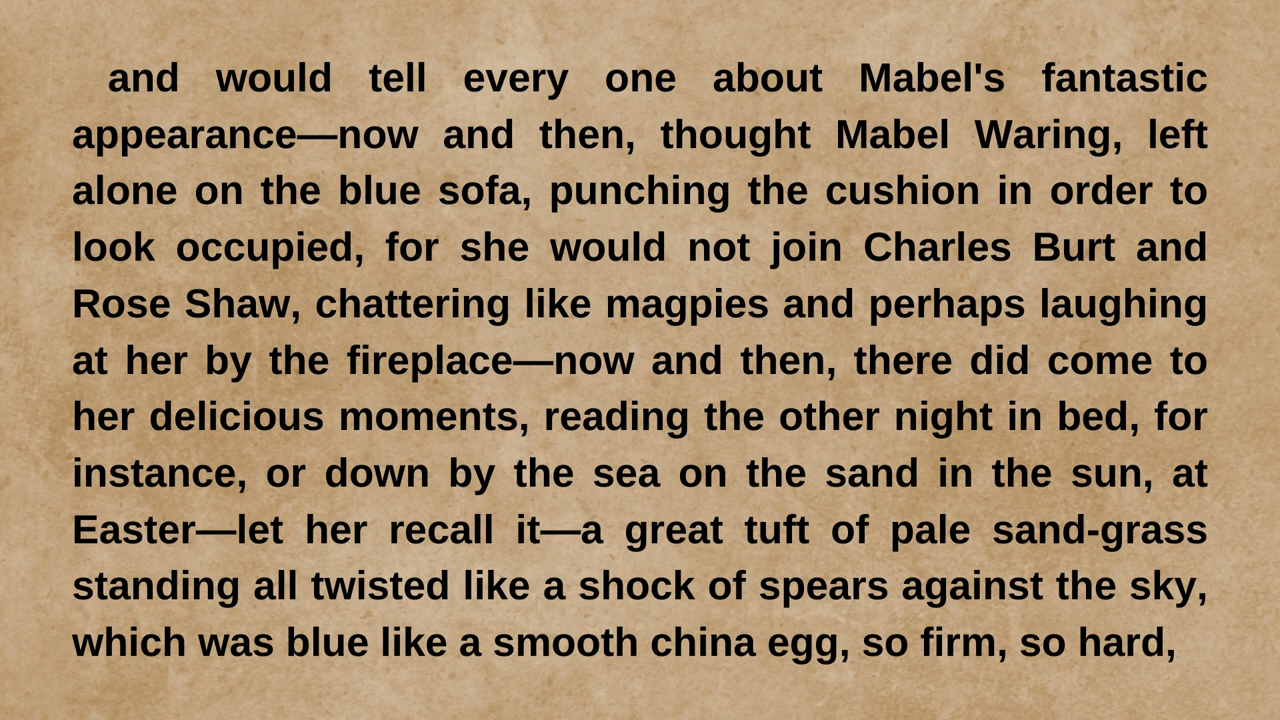 and would tell every one about Mabel's fantastic
appearance—now and then, thought Mabel Waring, left
alone on the blue sofa, punching the cushion in order to
look occupied, for she would not join Charles Burt and
Rose Shaw, chattering like magpies and perhaps laughing
at her by the fireplace—now and then, there did come to
her delicious moments, reading the other night in bed, for
instance, or down by the sea on the sand in the sun, at
Easter—let her recall it—a great tuft of pale sand-grass
standing all twisted like a shock of spears against the sky,
which was blue like a smooth china egg, so firm, so hard,